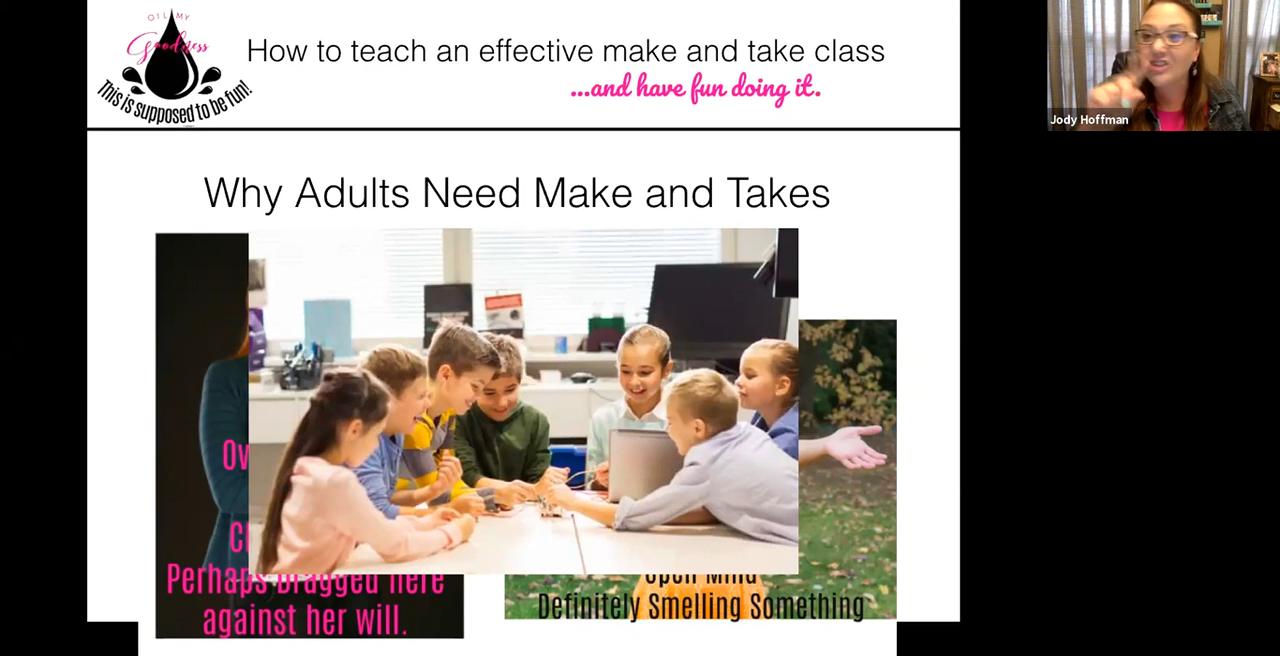 OIL MY
Goodness
This is supposed to be fun!
How to teach an effective make and take class
...and have fun doing it.
Jody Hoffman
Why Adults Need Make and Takes
Perhaps Dragged here
against her will.
Open Mind
Definitely Smelling Something